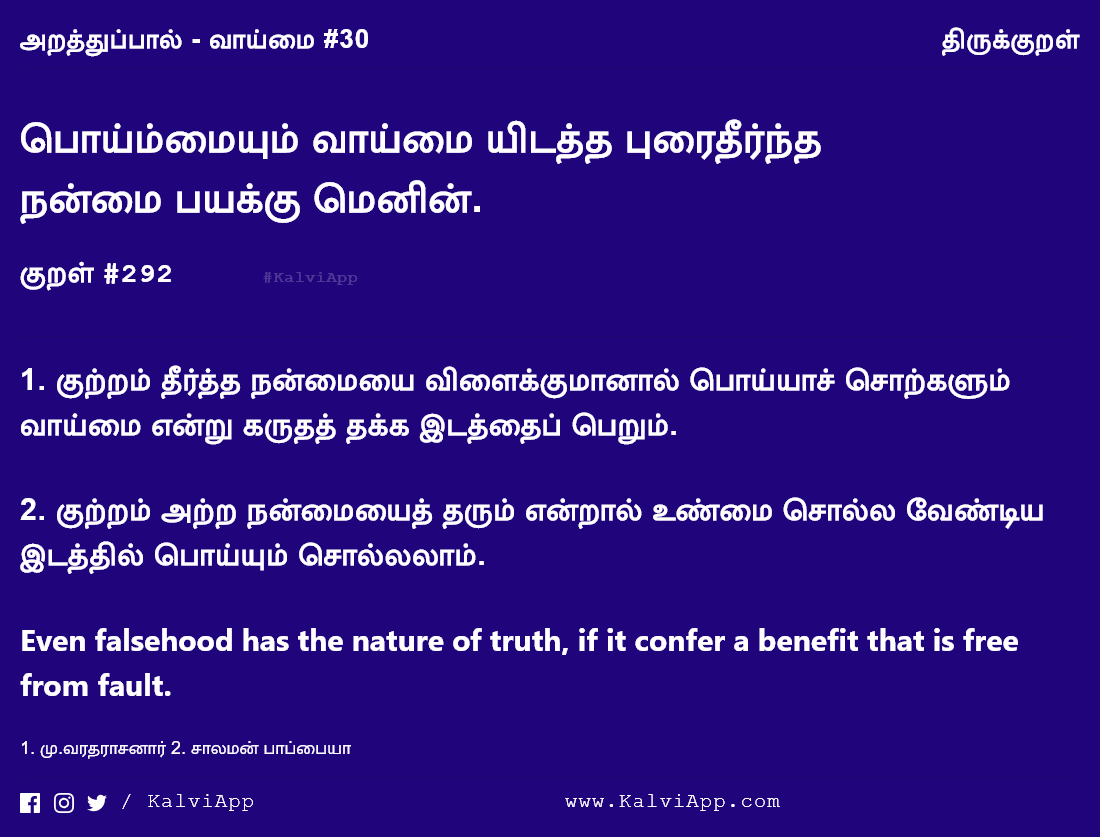 அறத்துப்பால் - வாய்மை #30
திருக்குறள்
பொய்ம்மையும் வாய்மை யிடத்த புரைதீர்ந்த
நன்மை பயக்கு மெனின்.
குறள் #292
#KalviApp
1. குற்றம் தீர்த்த நன்மையை விளைக்குமானால் பொய்யாச் சொற்களும்
வாய்மை என்று கருதத் தக்க இடத்தைப் பெறும்.
2. குற்றம் அற்ற நன்மையைத் தரும் என்றால் உண்மை சொல்ல வேண்டிய
இடத்தில் பொய்யும் சொல்லலாம்.
Even falsehood has the nature of truth, if it confer a benefit that is free
from fault.
1. மு.வரதராசனார் 2. சாலமன் பாப்பையா
/ KalviApp
www.KalviApp.com